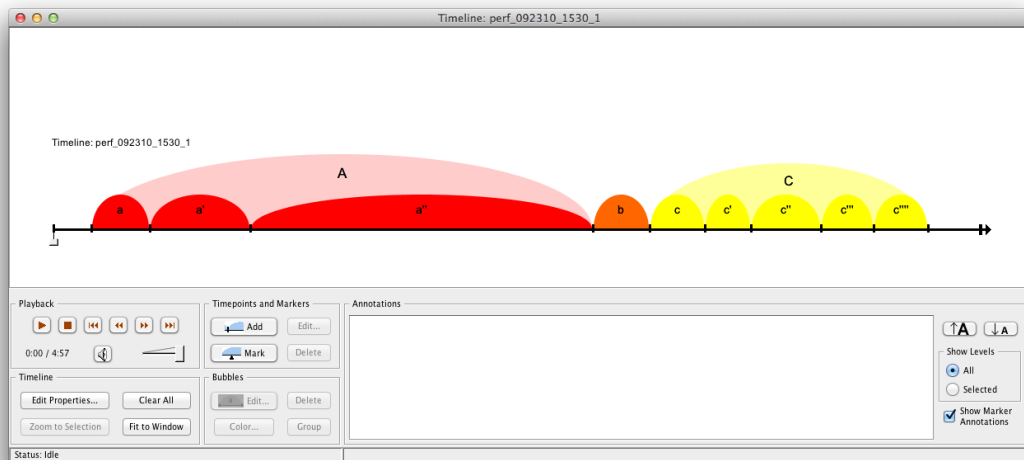 Timeline: perf_092310_1530_1
Timeline: perf_092310_1530_1
A
C
a
a'
a''
b
c
c'
c''
c'''
c''''
Playback
0:00 / 4:57
Timepoints and Markers
Add
Edit...
Mark
Delete
Annotations
↑A
↓A
Show Levels
All
Selected
Show Marker
Annotations
Timeline
Edit Properties...
Clear All
Zoom to Selection
Fit to Window
Bubbles
Edit...
Delete
Color...
Group
Status: Idle